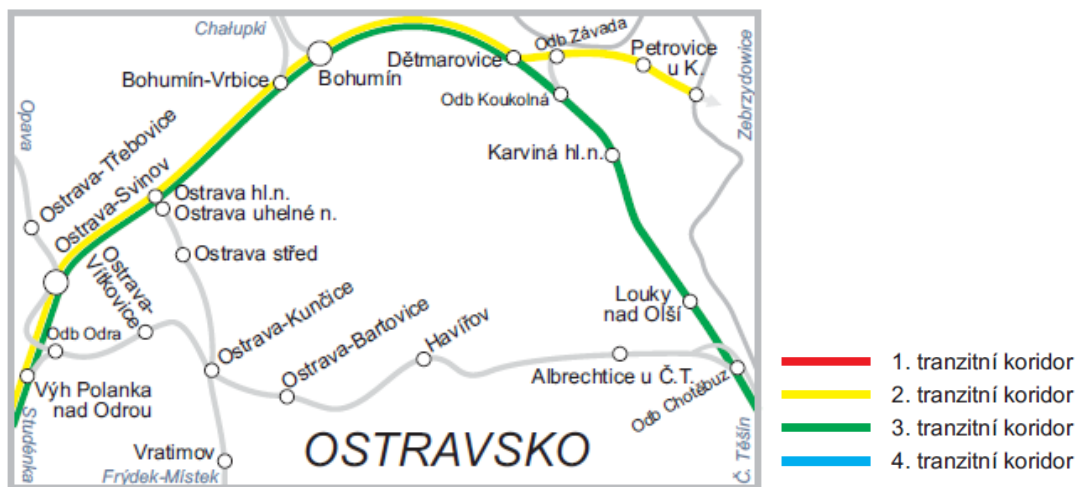 Chałupki
Odb Závada
Dětmarovice
Petrovice
u K.
Bohumín-Vrbice
Bohumín
Odb Koukolná
Zebrzydowice
Opava
Ostrava-Třebovice
Ostrava-Svinov
Karviná hl.n.
Ostrava hl.n.
Ostrava uhelné n.
Ostrava střed
Ostrava-
Vítkovice
Louky
nad Olší
Odb Odra
Ostrava-Kunčice
Ostrava-Bartovice
Havířov
Albrechtice u Č.T.
Odb Chotěbuz
Výh Polanka
nad Odrou
Studénka
Vratimov
Frýdek-Místek
OSTRAVSKO
Č. Těšín
1. tranzitní koridor
2. tranzitní koridor
3. tranzitní koridor
4. tranzitní koridor